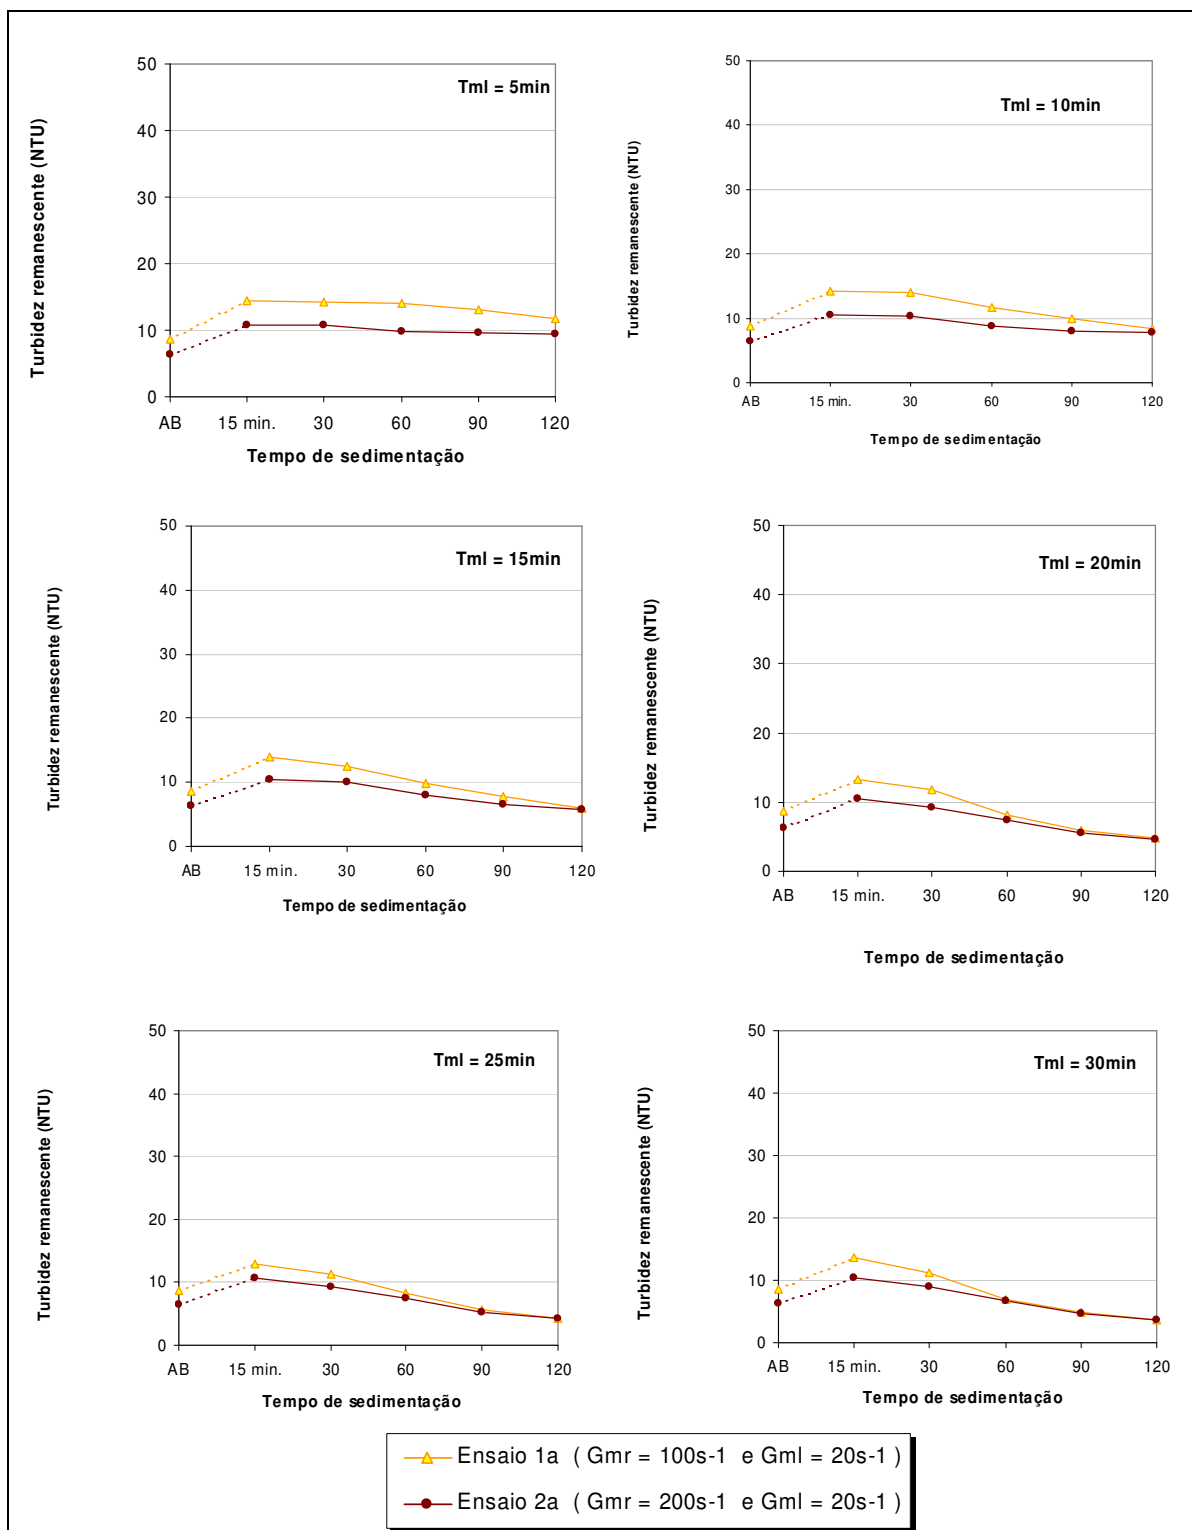 Tml = 5min
Turbidez remanescente (NTU)
50
40
30
20
10
0
AB 15 min. 30 60 90 120
Tempo de sedimentação
Tml = 10min
Turbidez remanescente (NTU)
50
40
30
20
10
0
AB 15 min. 30 60 90 120
Tempo de sedimentação
Tml = 15min
Turbidez remanescente (NTU)
50
40
30
20
10
0
AB 15 min. 30 60 90 120
Tempo de sedimentação
Tml = 20min
Turbidez remanescente (NTU)
50
40
30
20
10
0
AB 15 min. 30 60 90 120
Tempo de sedimentação
Tml = 25min
Turbidez remanescente (NTU)
50
40
30
20
10
0
AB 15 min. 30 60 90 120
Tempo de sedimentação
Tml = 30min
Turbidez remanescente (NTU)
50
40
30
20
10
0
AB 15 min. 30 60 90 120
Tempo de sedimentação
Ensaio 1a ( Gmr = 100s-1 e Gml = 20s-1 )
Ensaio 2a ( Gmr = 200s-1 e Gml = 20s-1 )